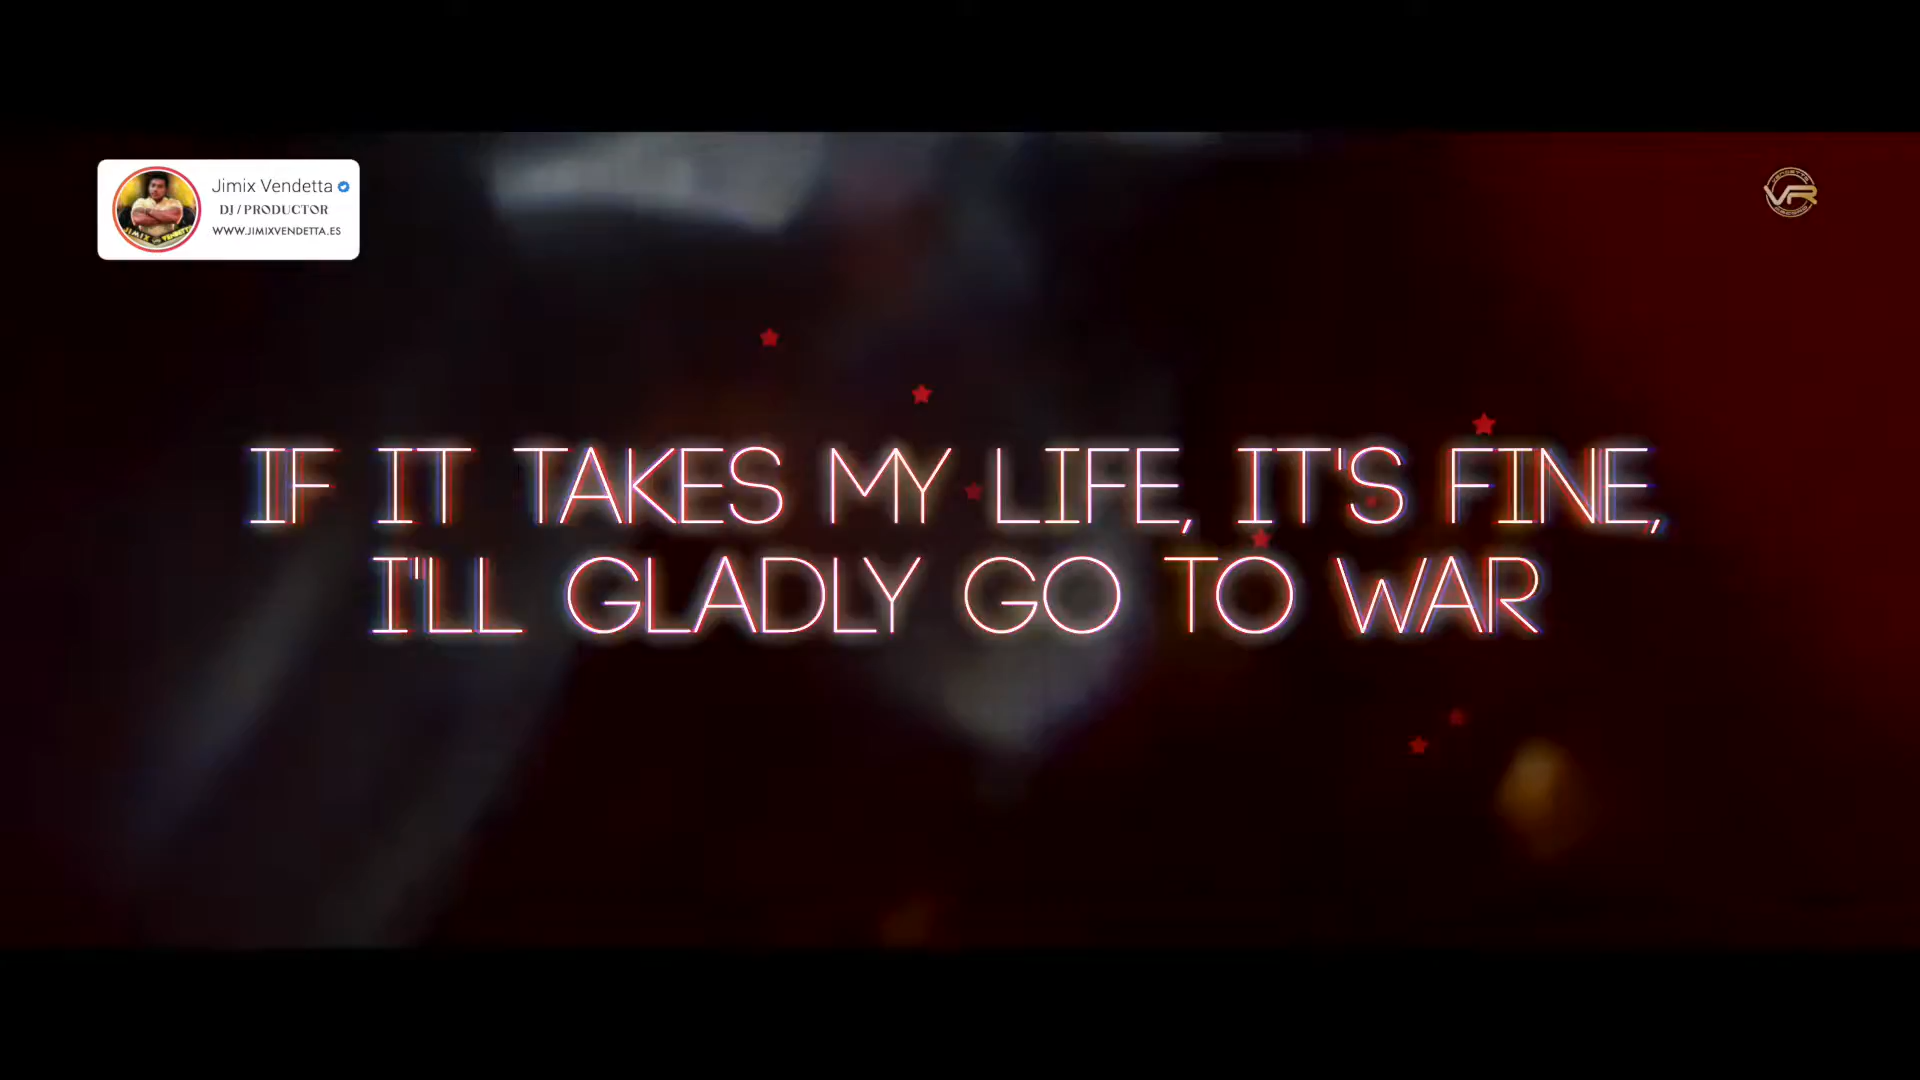 Jimix Vendetta
DJ / PRODUCTOR
WWW.JIMIXVENDETTA.ES
VR
IF IT TAKES MY LIFE, IT'S FINE,
I'LL GLADLY GO TO WAR